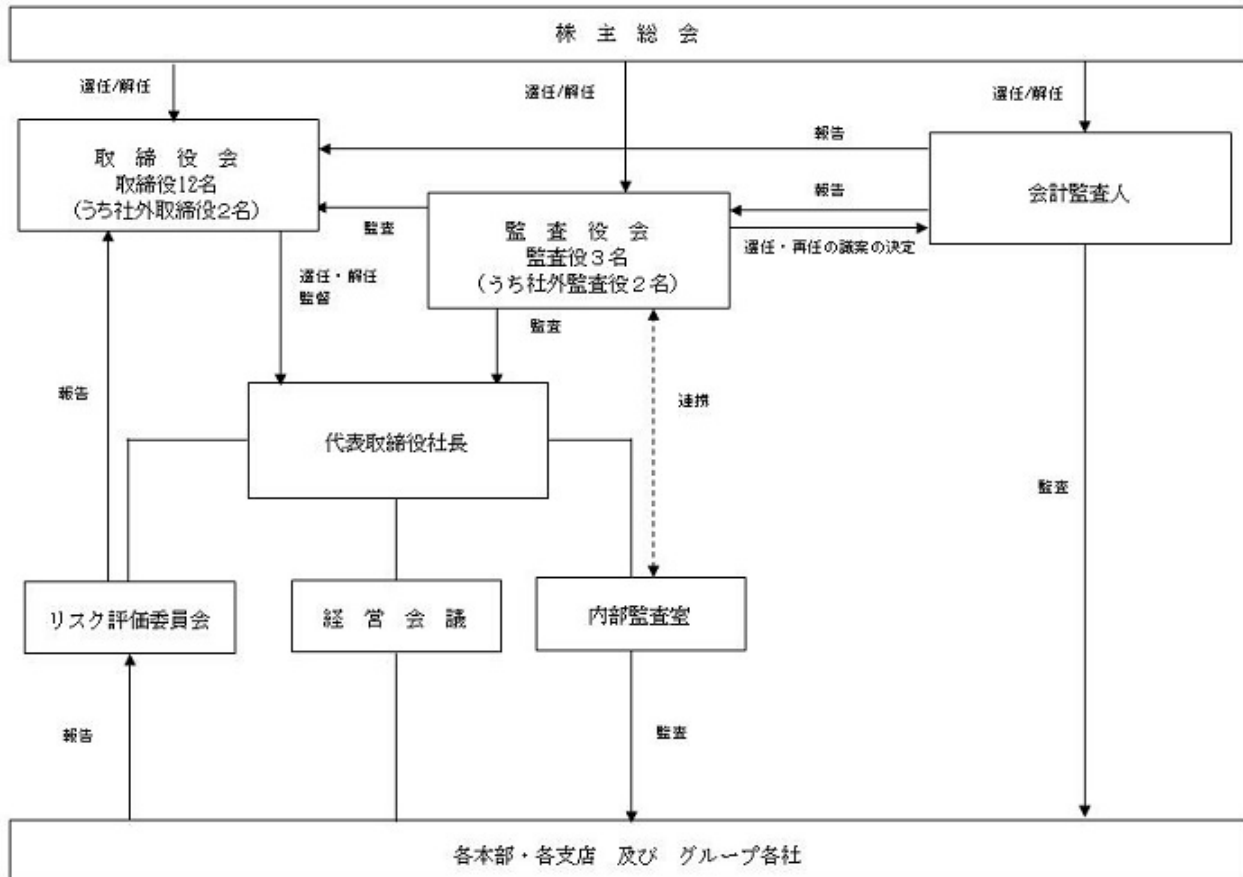 株 主 総 会
選任/解任
選任/解任
選任/解任
取 締 役 会
取締役12名
(うち社外取締役2名)
報告
会計監査人
監査
報告
監 査 役 会
監査役3名
(うち社外監査役2名)
選任・再任の議案の決定
選任・解任
監督
監査
報告
連携
代表取締役社長
監査
リスク評価委員会
経 営 会 議
内部監査室
報告
監査
各本部・各支店 及び グループ各社